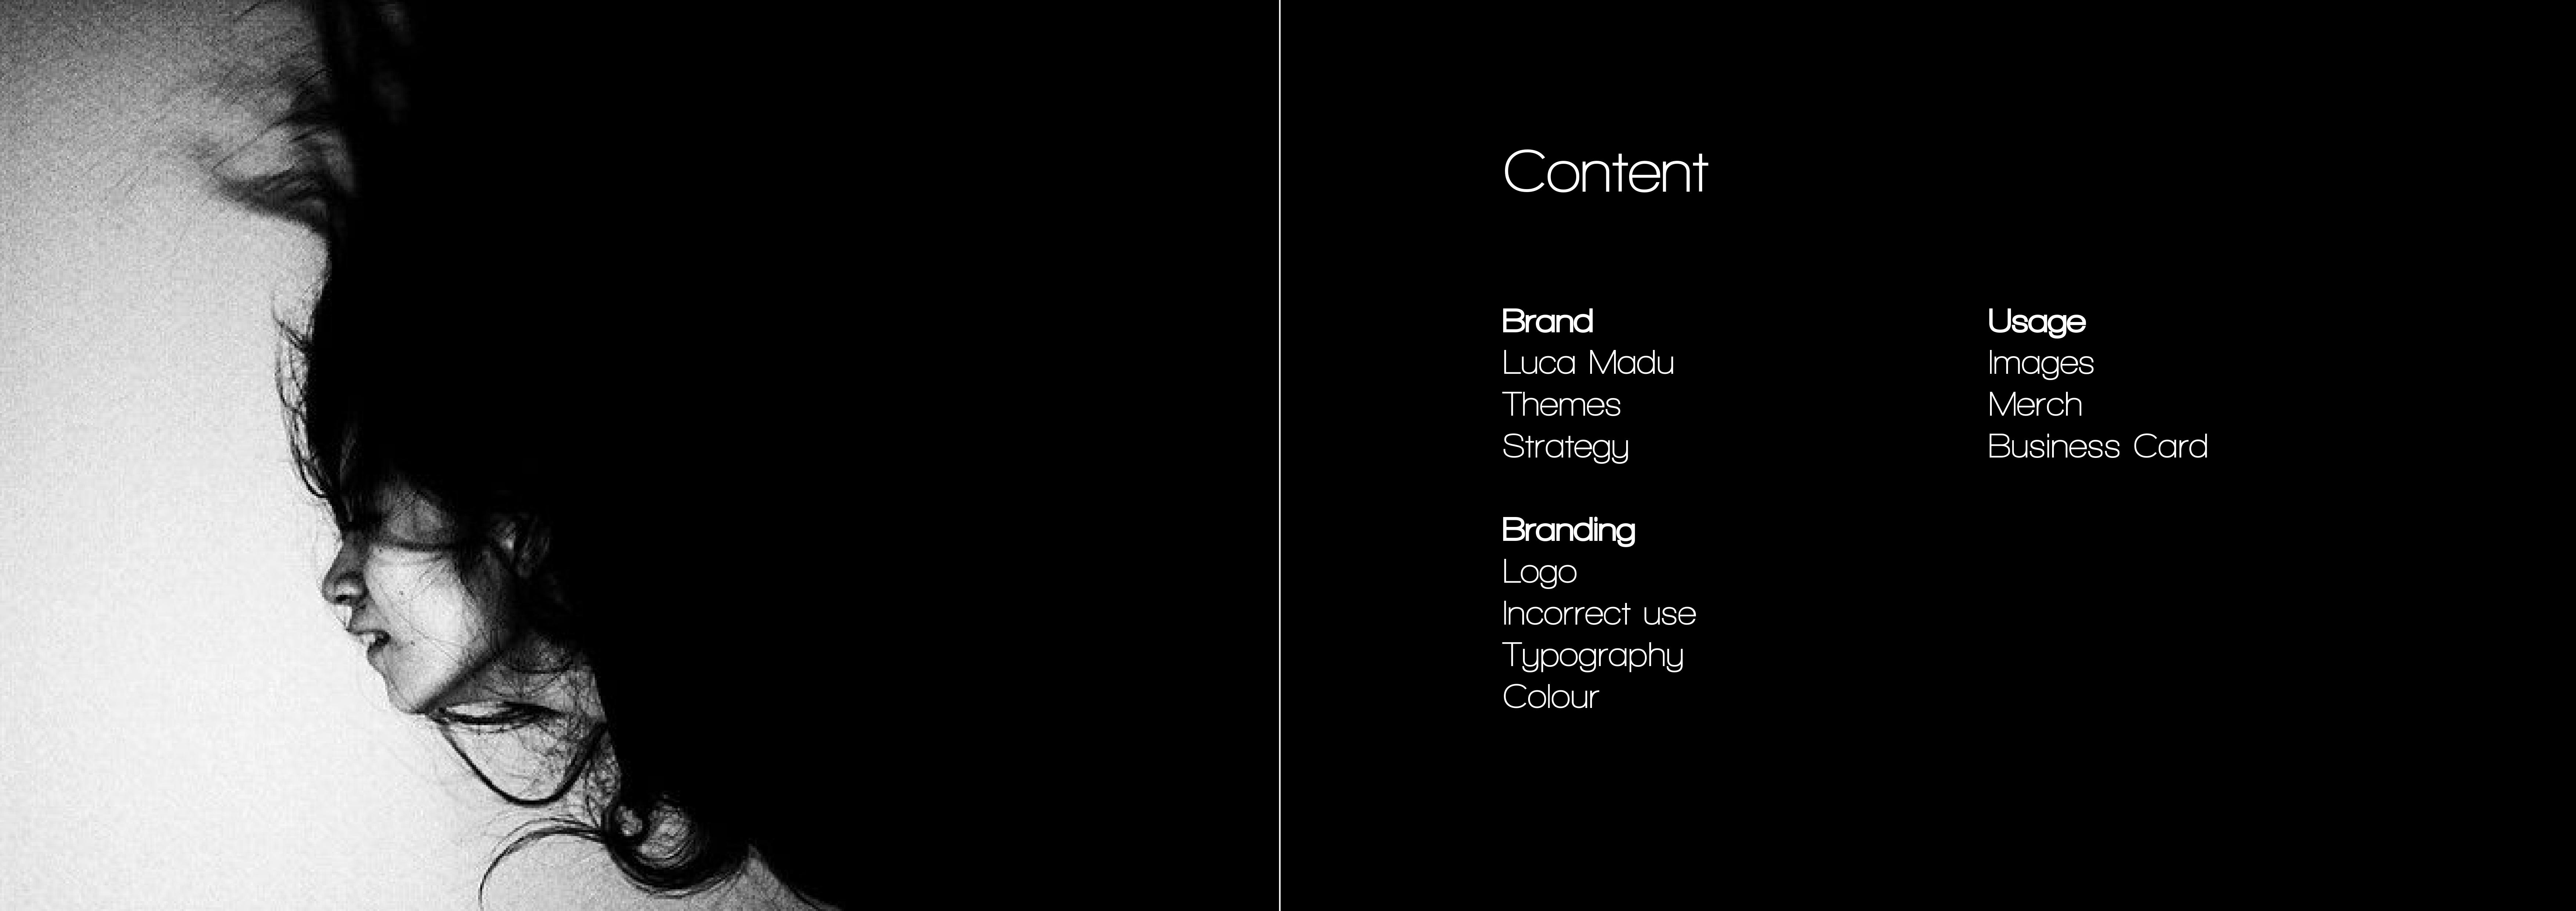 Content
Brand
Luca Madu
Themes
Strategy
Branding
Logo
Incorrect use
Typography
Colour
Usage
Images
Merch
Business Card